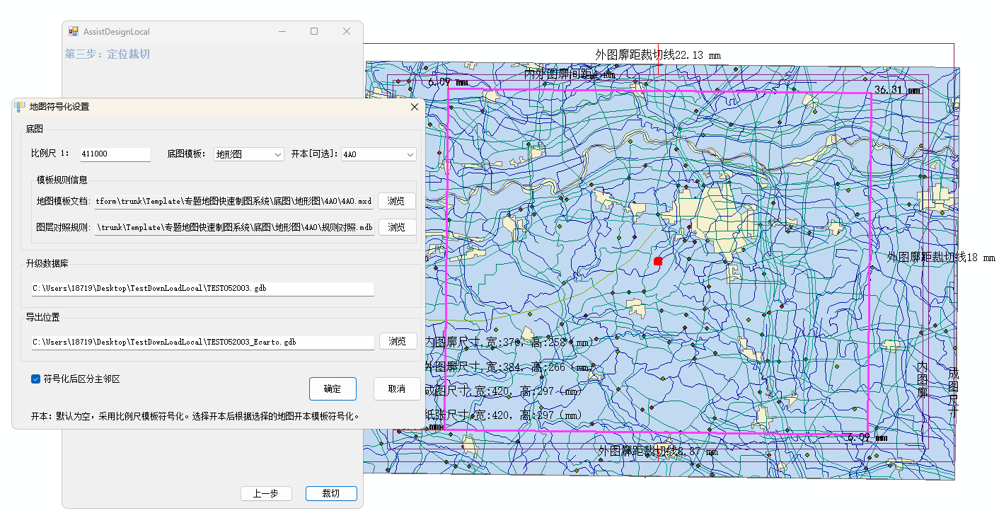 AssistDesignLocal
第三步：定位裁切
地图符号化设置
底图
比例尺 1： 411000 底图模板： 地形图 开本[可选]： 4A0
模板规则信息
地图模板文档： tform\trunk\Template\专题地图快速制图系统\底图\地形图\4A0\4A0.mxd 浏览
图层对照规则： \trunk\Template\专题地图快速制图系统\底图\地形图\4A0\规则对照.mdb 浏览
升级数据库
C:\Users\18719\Desktop\TestDownLoadLocal\TEST052003.gdb
导出位置
C:\Users\18719\Desktop\TestDownLoadLocal\TEST052003_Ecarto.gdb 浏览
符号化后区分主邻区
确定 取消
开本：默认为空，采用比例尺模板符号化。选择开本后根据选择的地图开本模板符号化。
上一步 裁切
外图廓距裁切线22.13 mm
内外图廓间距4 mm
6.09 mm
36.31 mm
外图廓距裁切线18 mm
内图廓尺寸,宽:376，高:258（mm）
外图廓尺寸,宽:384，高:266（mm）
成图尺寸,宽:420，高:297（mm）
纸张尺寸,宽:420，高:297（mm）
内图廓
成图尺寸
mm
6.09 mm
外图廓距裁切线8.87 mm